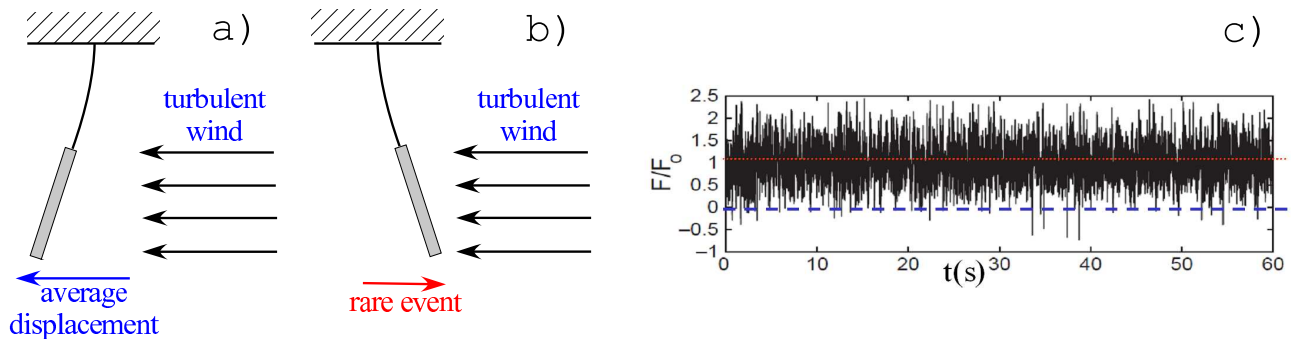 a)
turbulent
wind
average
displacement
b)
turbulent
wind
rare event
c)
F/F₀
2.5
2
1.5
1
0.5
0
−0.5
−1
0 10 20 30 40 50 60
t(s)